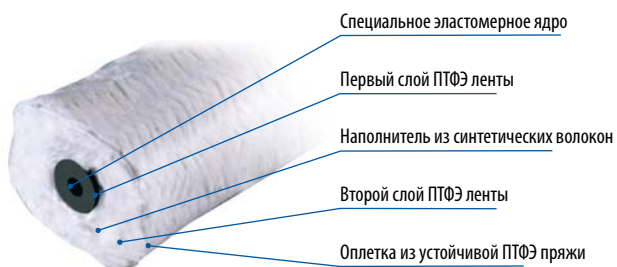 Специальное эластомерное ядро
Первый слой ПТФЭ ленты
Наполнитель из синтетических волокон
Второй слой ПТФЭ ленты
Оплетка из устойчивой ПТФЭ пряжи